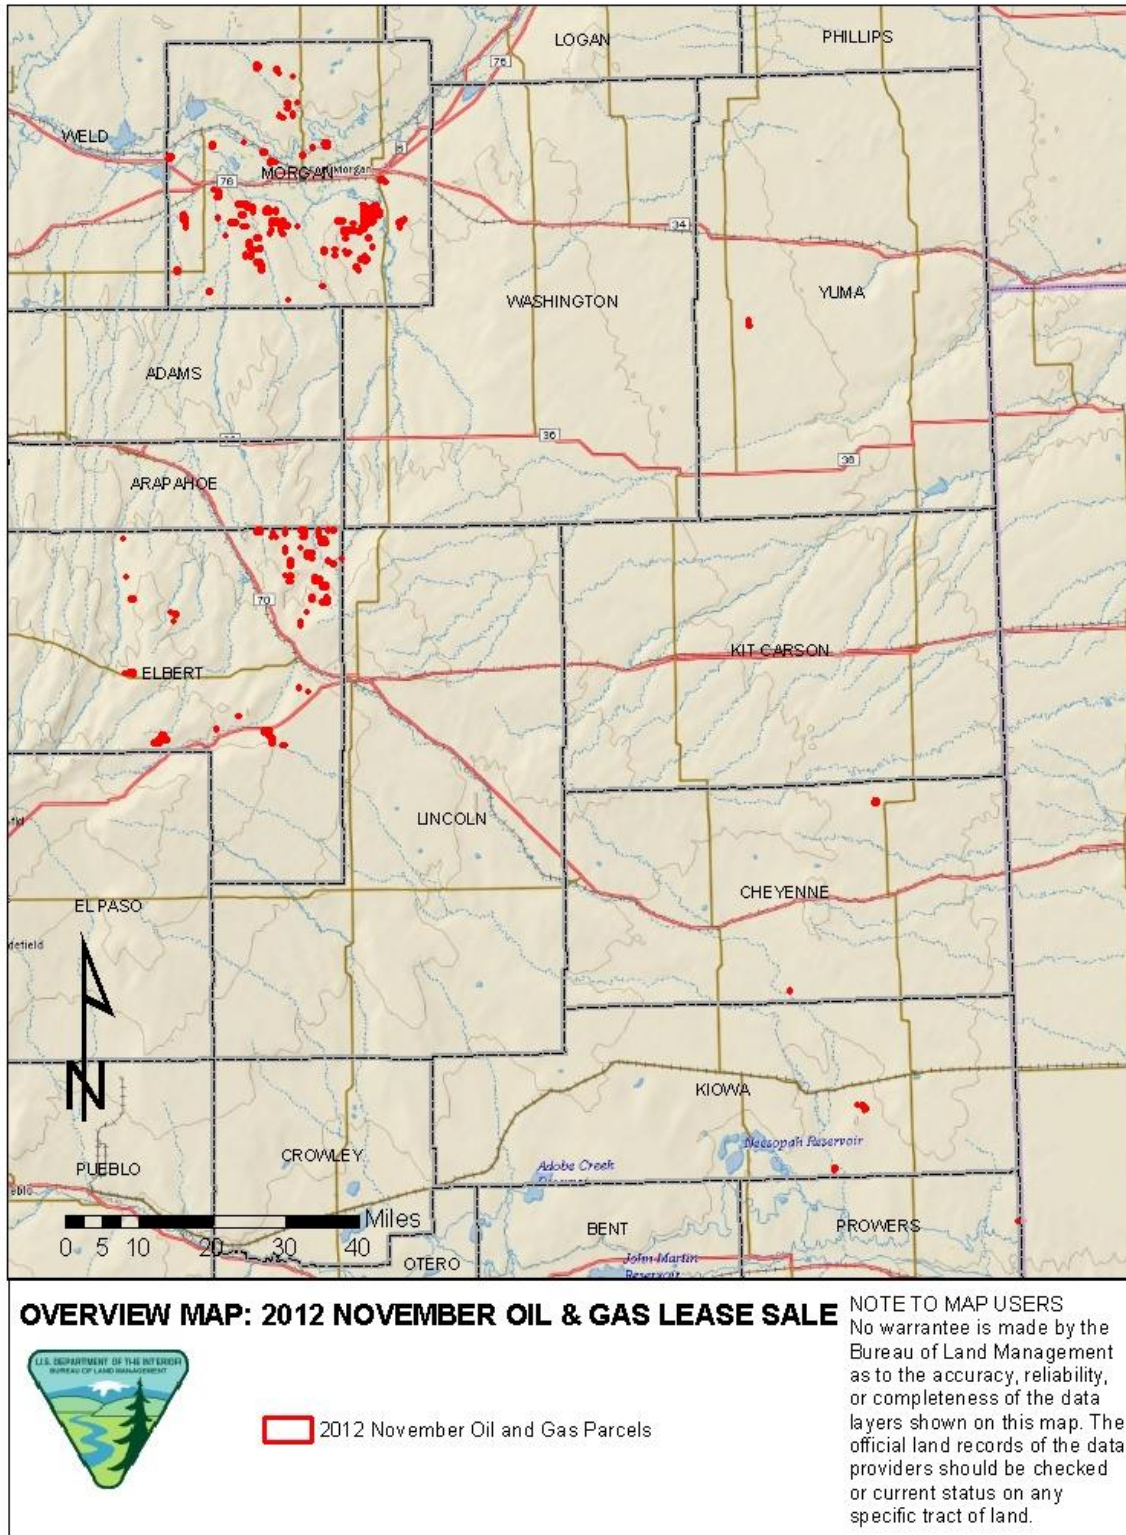 LOGAN
PHILLIPS
76
WELD
6
MORGAN
76
34
WASHINGTON
YUMA
ADAMS
36
36
ARAPAHOE
70
KIT CARSON
ELBERT
LINCOLN
CHEYENNE
EL PASO
defield
N
KIOWA
Neesopah Reservoir
CROWLEY
PUEBLO
Adobe Creek
Miles
BENT
PROWERS
0 5 10 20 30 40
OTERO
John Martin
Reservoir
OVERVIEW MAP: 2012 NOVEMBER OIL & GAS LEASE SALE
U.S. DEPARTMENT OF THE INTERIOR
BUREAU OF LAND MANAGEMENT
2012 November Oil and Gas Parcels
NOTE TO MAP USERS
No warrantee is made by the
Bureau of Land Management
as to the accuracy, reliability,
or completeness of the data
layers shown on this map. The
official land records of the data
providers should be checked
or current status on any
specific tract of land.